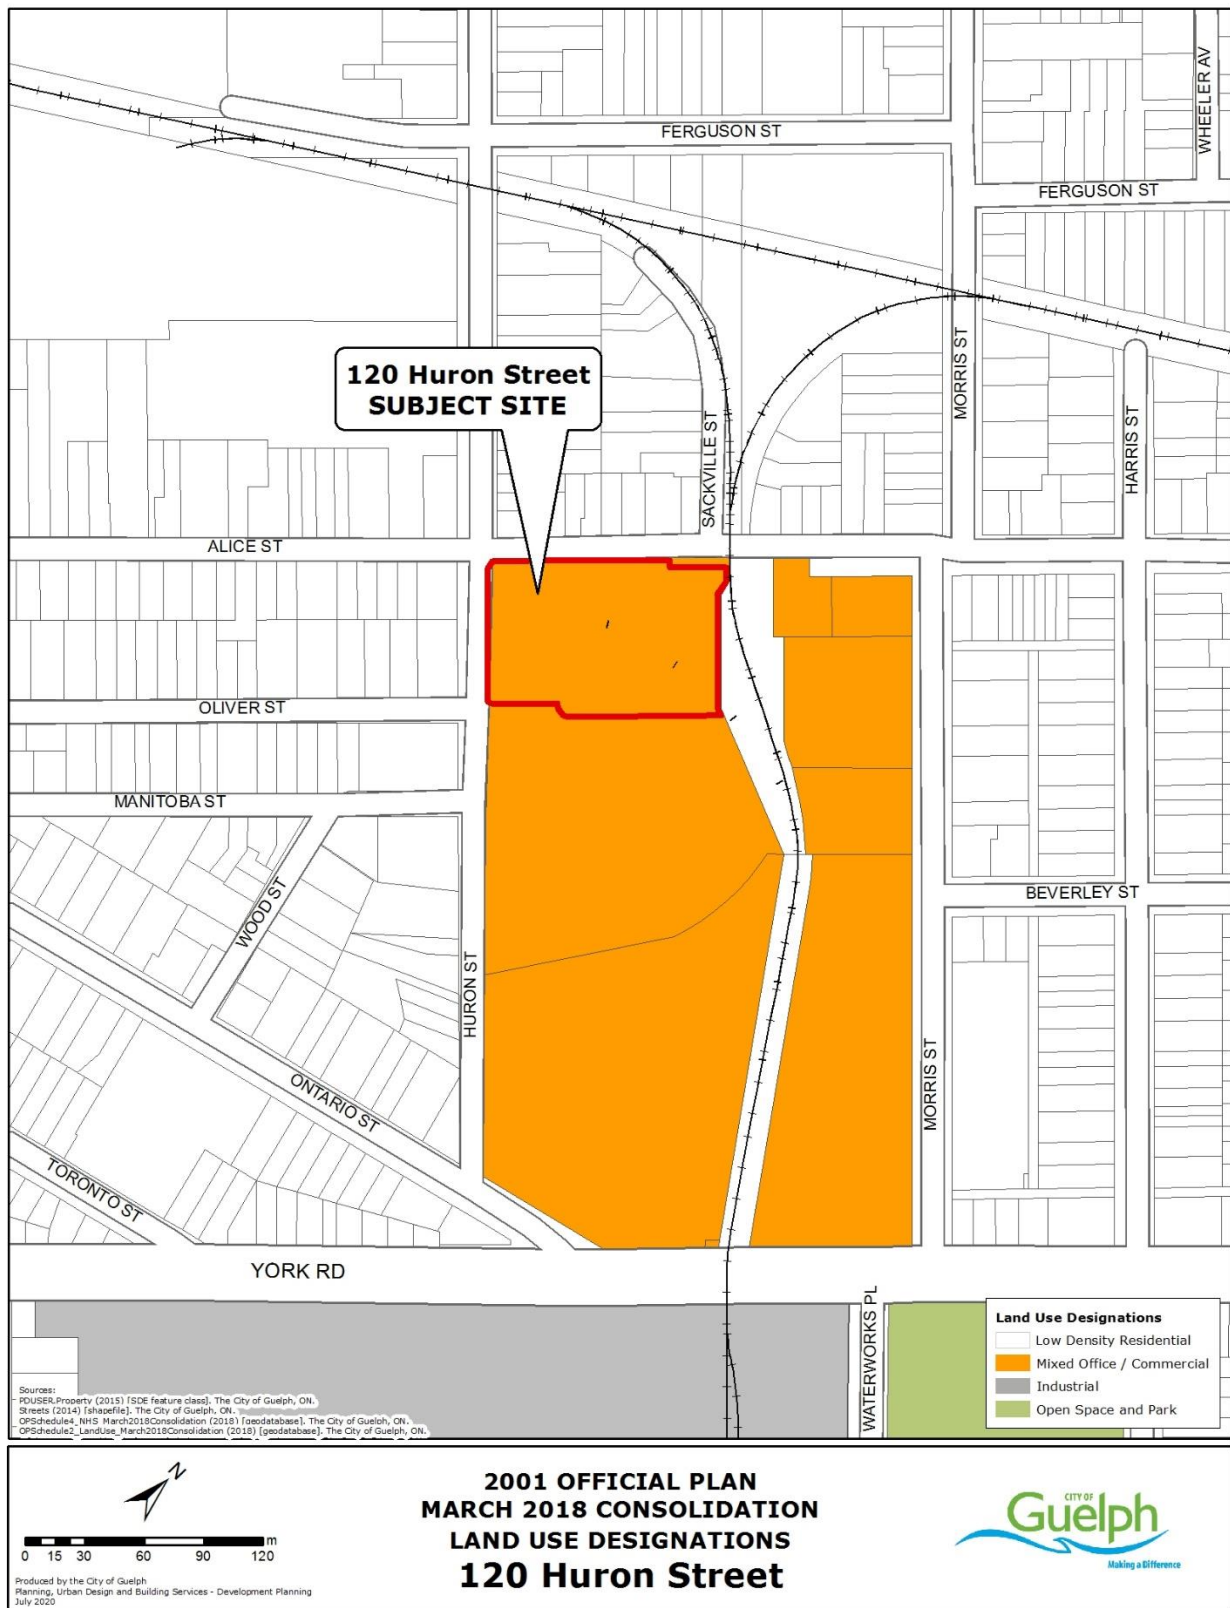 WHEELER AV
FERGUSON ST
FERGUSON ST
120 Huron Street
SUBJECT SITE
MORRIS ST
SACKVILLE ST
HARRIS ST
ALICE ST
OLIVER ST
MANITOBA ST
WOOD ST
BEVERLEY ST
HURON ST
ONTARIO ST
MORRIS ST
TORONTO ST
YORK RD
WATERWORKS PL
Land Use Designations
Low Density Residential
Mixed Office / Commercial
Industrial
Open Space and Park
Sources:
PDUSER.Property (2015) [SDE feature class]. The City of Guelph, ON.
Streets (2014) [shapefile]. The City of Guelph, ON.
OPSchedule4_NHS_March2018Consolidation (2018) [geodatabase]. The City of Guelph, ON.
OPSchedule2_LandUse_March2018Consolidation (2018) [geodatabase]. The City of Guelph, ON.
N
m
0 15 30 60 90 120
Produced by the City of Guelph
Planning, Urban Design and Building Services - Development Planning
July 2020
2001 OFFICIAL PLAN
MARCH 2018 CONSOLIDATION
LAND USE DESIGNATIONS
120 Huron Street
CITY OF
Guelph
Making a Difference